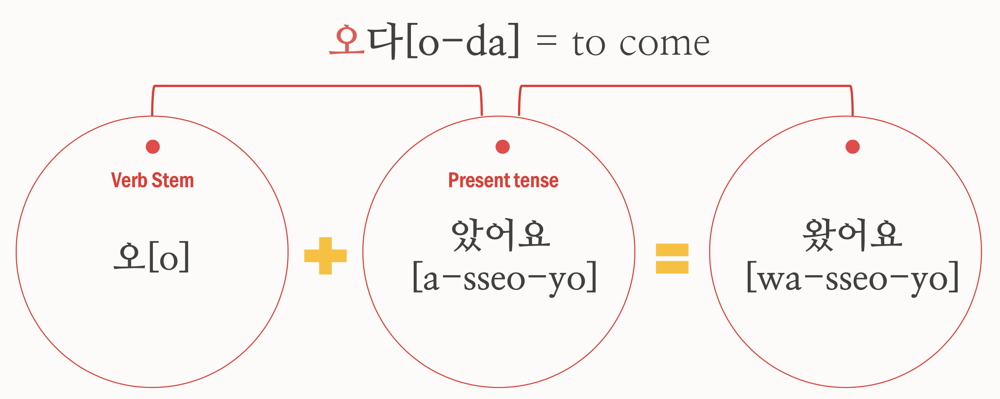 오다[o-da] = to come
Verb Stem
오[o]
Present tense
았어요
[a-sseo-yo]
왔어요
[wa-sseo-yo]